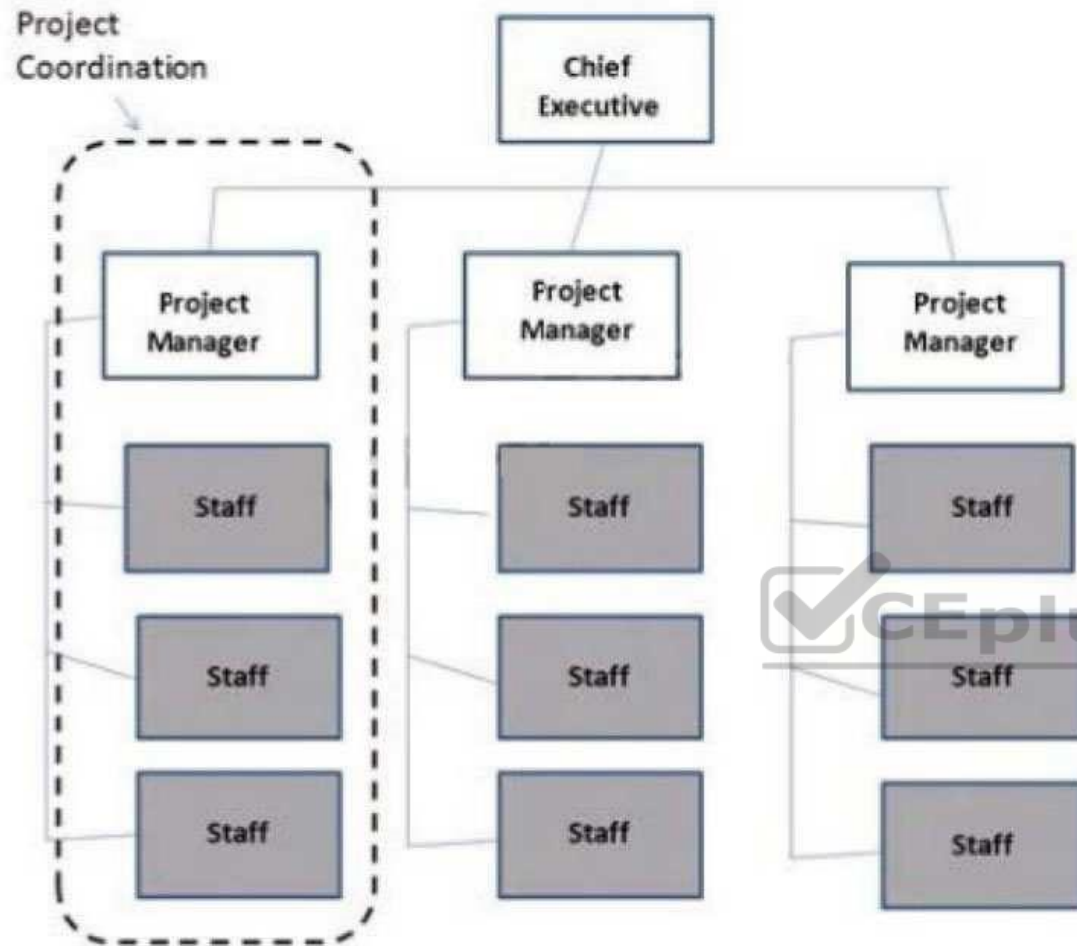 Project
Coordination
Chief
Executive
Project
Manager
Project
Manager
Project
Manager
Staff
Staff
Staff
Staff
Staff
Staff
Staff
Staff
Staff
CEplu